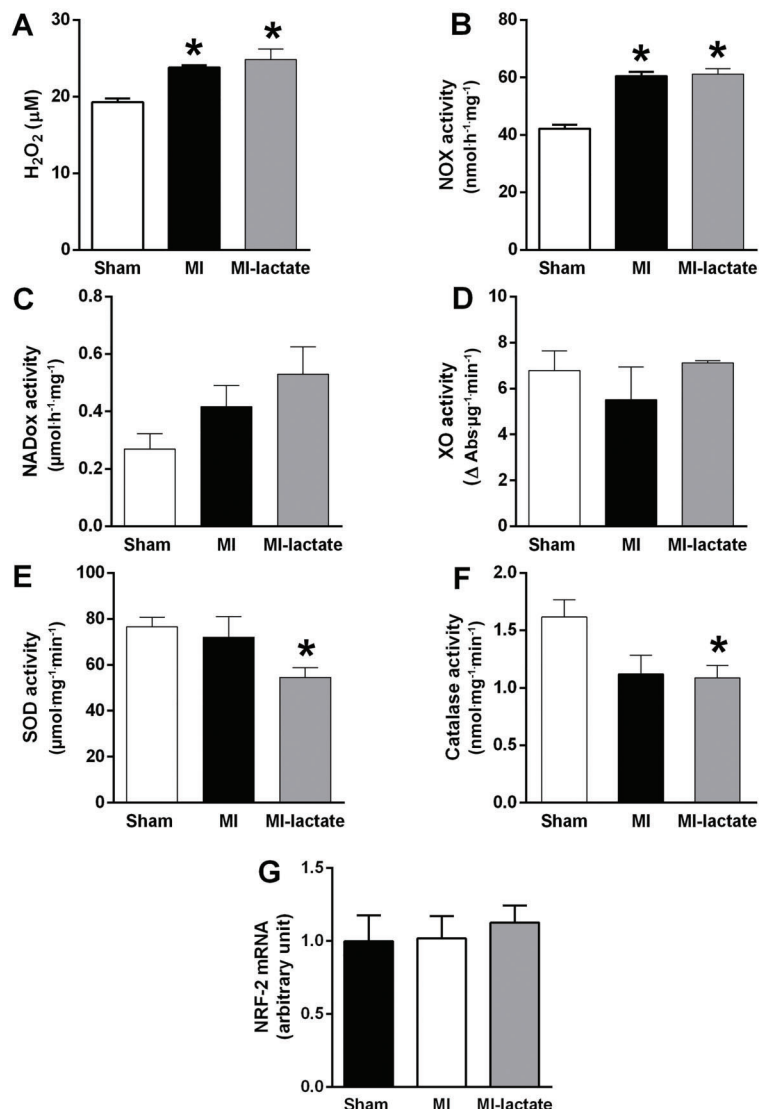 A
H₂O₂ (µM)
30
20
10
0
* *
Sham MI MI-lactate
B
NOX activity
(nmol·h⁻¹·mg⁻¹)
80
60
40
20
0
* *
Sham MI MI-lactate
C
NADox activity
(µmol·h⁻¹·mg⁻¹)
0.8
0.6
0.4
0.2
0.0
Sham MI MI-lactate
D
XO activity
(Δ Abs·µg⁻¹·min⁻¹)
10
8
6
4
2
0
Sham MI MI-lactate
E
SOD activity
(µmol·mg⁻¹·min⁻¹)
100
80
60
40
20
0
*
Sham MI MI-lactate
F
Catalase activity
(nmol·mg⁻¹·min⁻¹)
2.0
1.5
1.0
0.5
0.0
*
Sham MI MI-lactate
G
NRF-2 mRNA
(arbitrary unit)
1.5
1.0
0.5
0.0
Sham MI MI-lactate